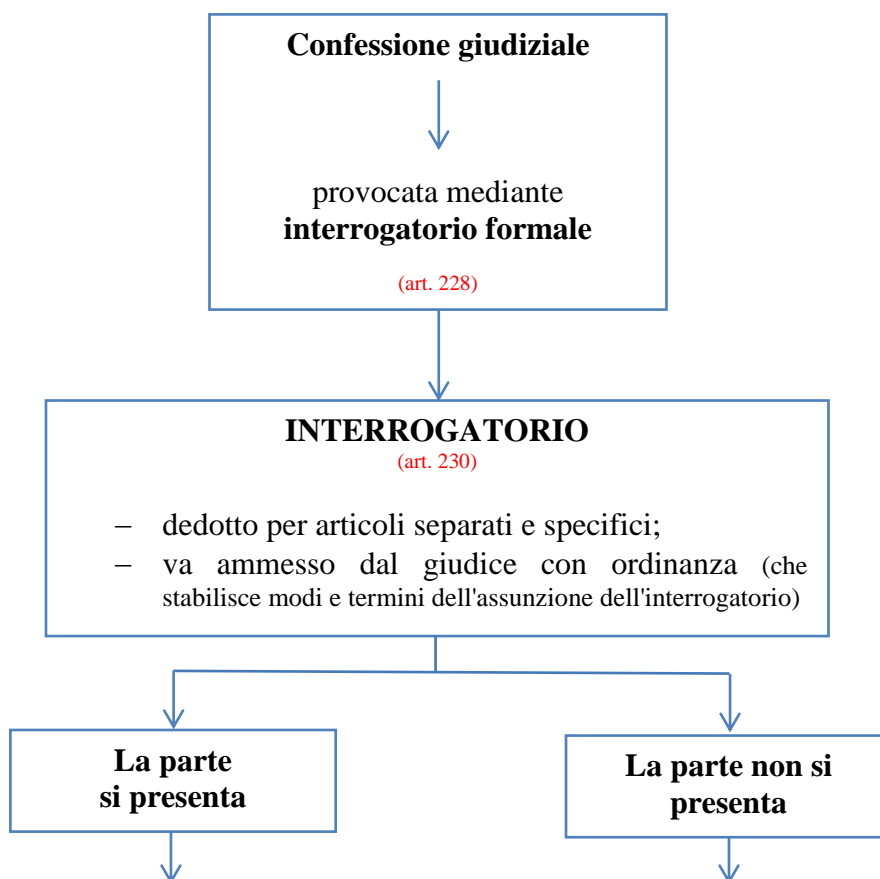 Confessione giudiziale
provocata mediante
interrogatorio formale
(art. 228)
INTERROGATORIO
(art. 230)
− dedotto per articoli separati e specifici;
− va ammesso dal giudice con ordinanza (che
stabilisce modi e termini dell'assunzione dell'interrogatorio)
La parte
si presenta
La parte non si
presenta